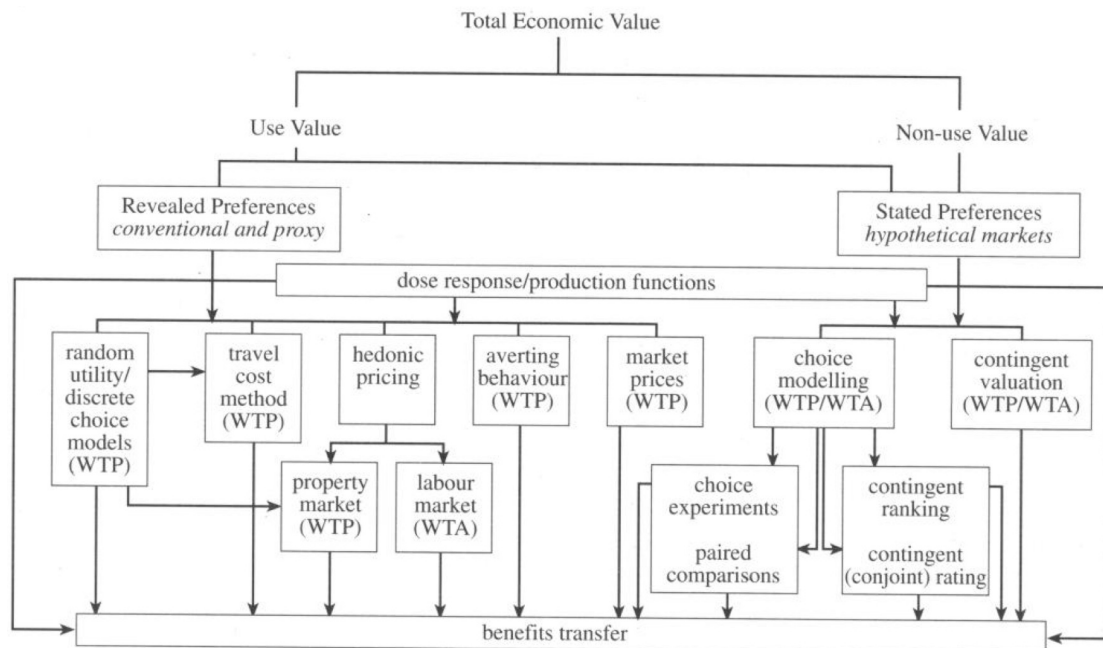 Total Economic Value
Use Value
Non-use Value
Revealed Preferences
conventional and proxy
Stated Preferences
hypothetical markets
dose response/production functions
random
utility/
discrete
choice
models
(WTP)
travel
cost
method
(WTP)
hedonic
pricing
averting
behaviour
(WTP)
market
prices
(WTP)
choice
modelling
(WTP/WTA)
contingent
valuation
(WTP/WTA)
property
market
(WTP)
labour
market
(WTA)
choice
experiments
paired
comparisons
contingent
ranking
contingent
(conjoint) rating
benefits transfer